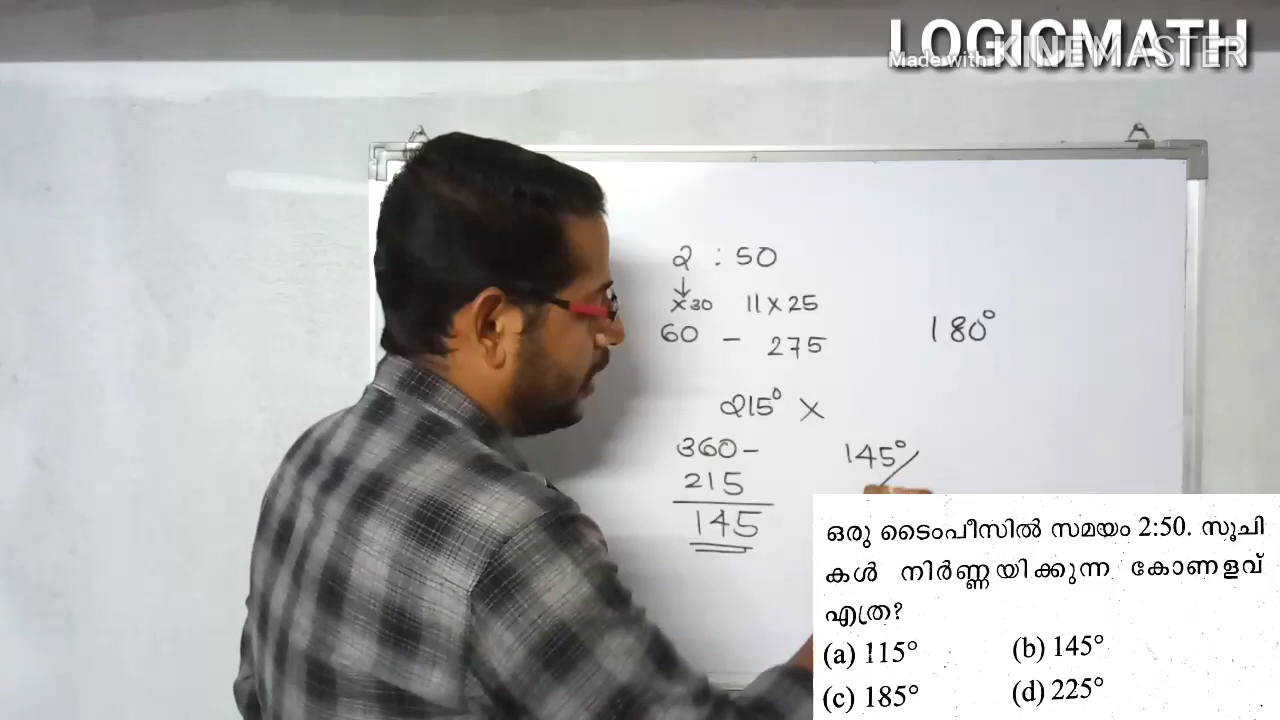 LOGICMATH
Made with KINEMASTER
2 : 50
×30 11×25
60 - 275
180°
215° ×
360-
215
145
145°
ഒരു ടൈംപീസിൽ സമയം 2:50. സൂചി
കൾ നിർണ്ണയിക്കുന്ന കോണളവ്
എത്ര?
(a) 115° (b) 145°
(c) 185° (d) 225°